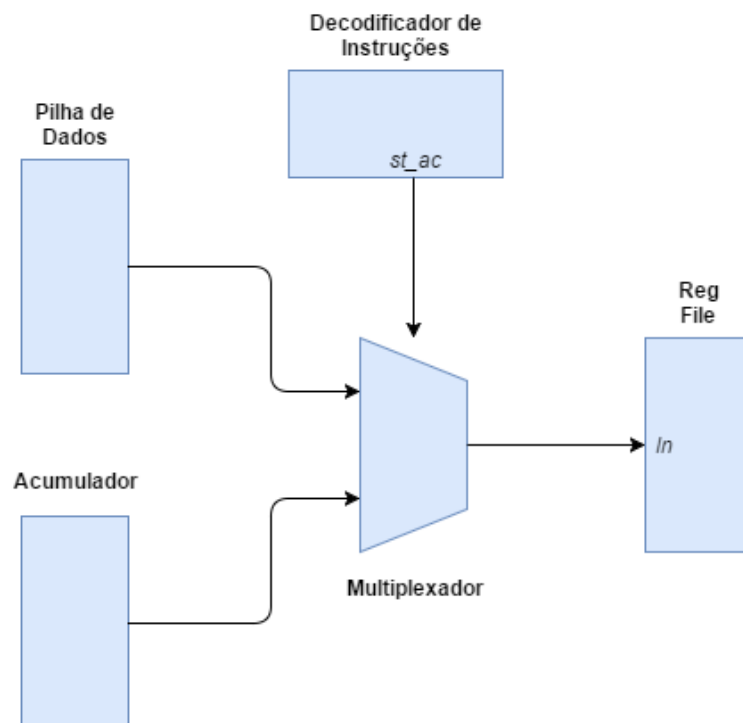 Decodificador de
Instruções
st_ac
Pilha de
Dados
Reg
File
In
Acumulador
Multiplexador